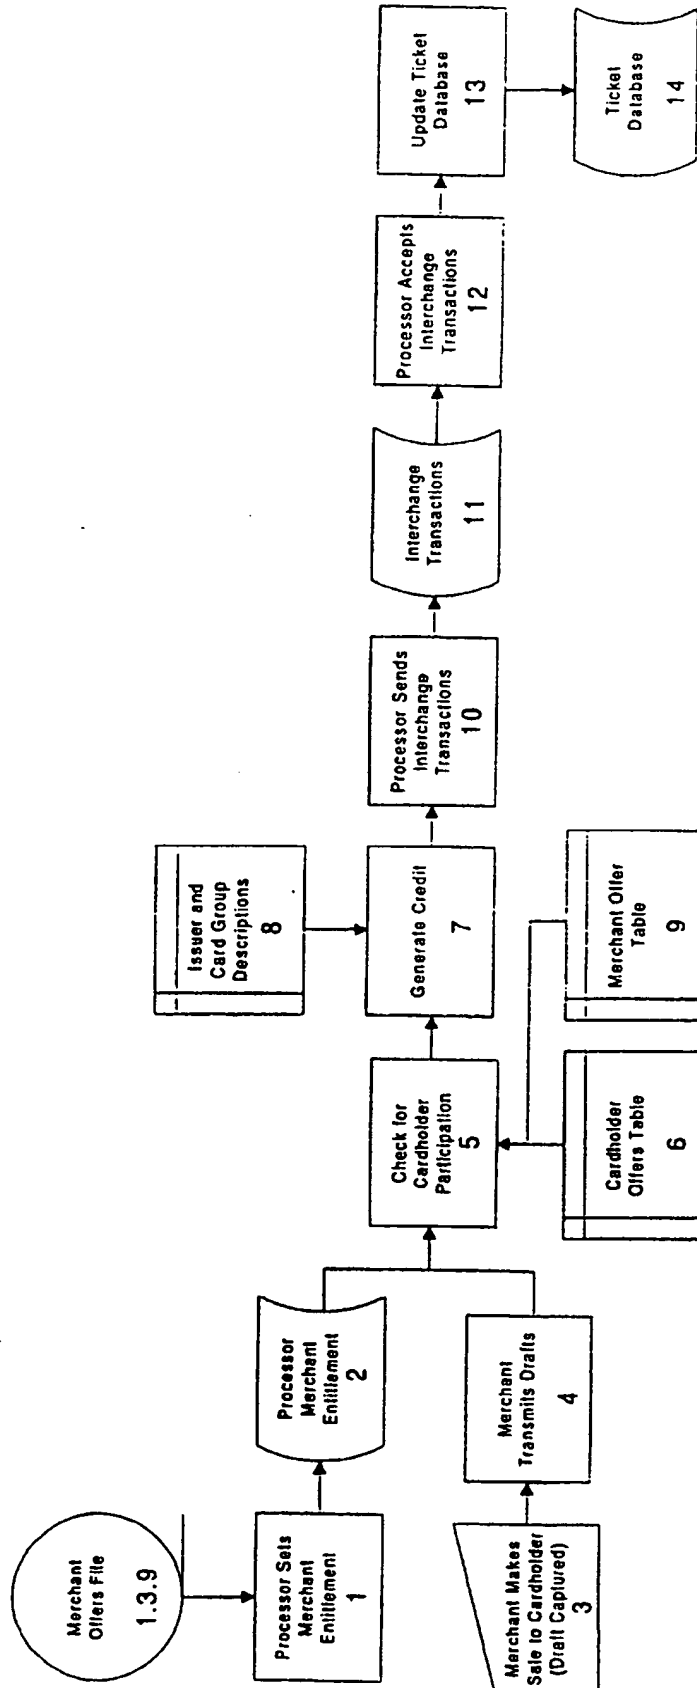 Merchant
Offers File
1.3.9
Processor Sets
Merchant
Entitlement
1
Processor
Merchant
Entitlement
2
Merchant Makes
Sale to Cardholder
(Draft Captured)
3
Merchant
Transmits Drafts
4
Check for
Cardholder
Participation
5
Cardholder
Offers Table
6
Generate Credit
7
Issuer and
Card Group
Descriptions
8
Merchant Offer
Table
9
Processor Sends
Interchange
Transactions
10
Interchange
Transactions
11
Processor Accepts
Interchange
Transactions
12
Update Ticket
Database
13
Ticket
Database
14